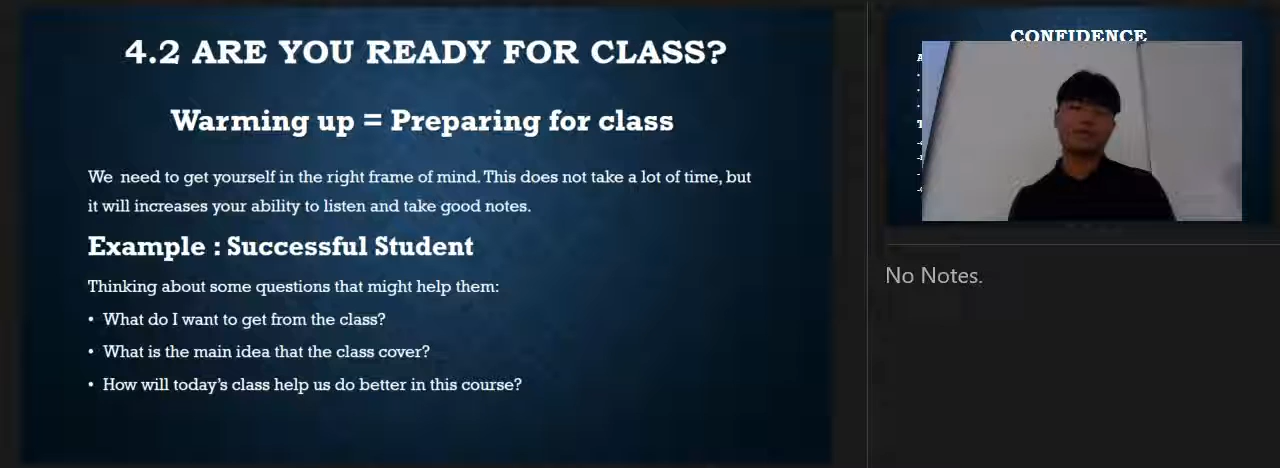 4.2 ARE YOU READY FOR CLASS?
Warming up = Preparing for class
We need to get yourself in the right frame of mind. This does not take a lot of time, but
it will increases your ability to listen and take good notes.
Example : Successful Student
Thinking about some questions that might help them:
• What do I want to get from the class?
• What is the main idea that the class cover?
• How will today's class help us do better in this course?
CONFIDENCE
No Notes.